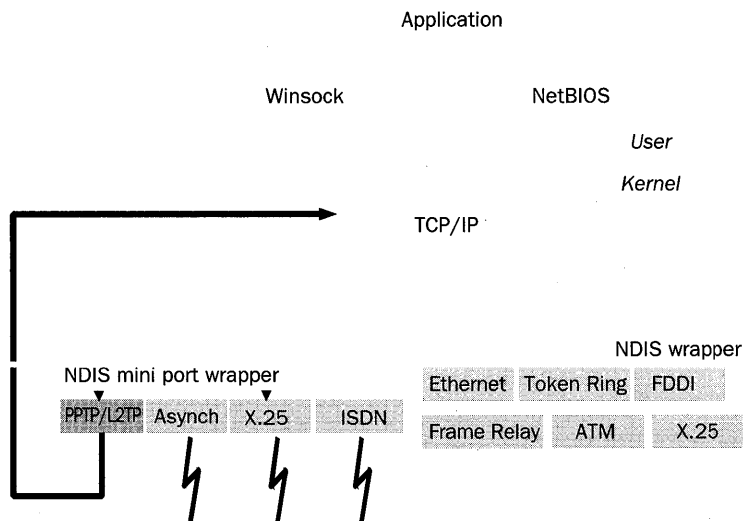 Application
Winsock NetBIOS
User
Kernel
TCP/IP
NDIS wrapper
NDIS mini port wrapper
Ethernet Token Ring FDDI
PPTP/L2TP Asynch X.25 ISDN
Frame Relay ATM X.25